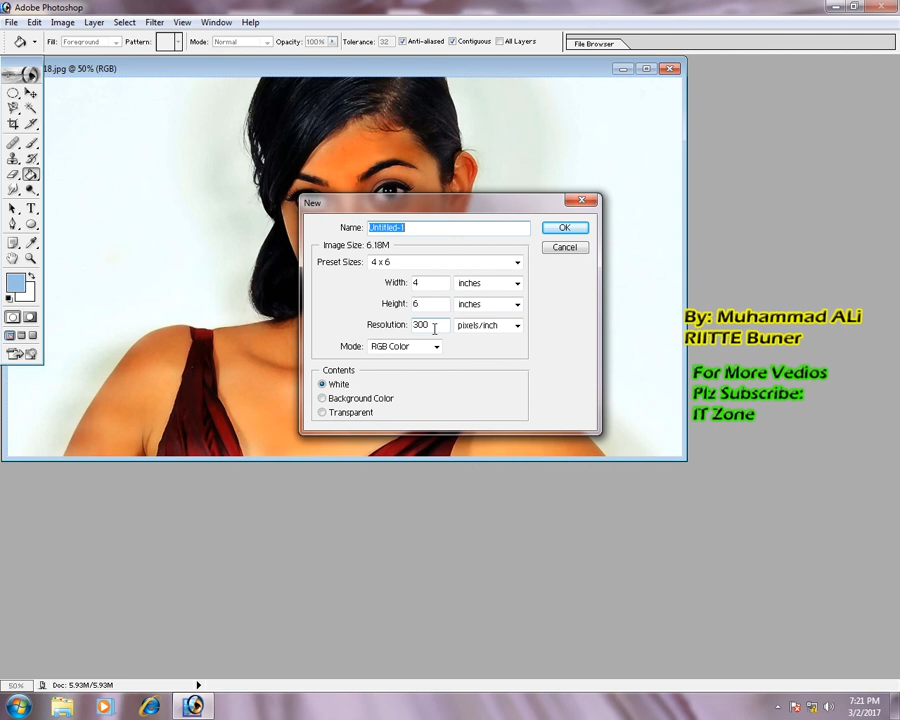 Adobe Photoshop
File Edit Image Layer Select Filter View Window Help
Fill: Foreground Pattern: Mode: Normal Opacity: 100% Tolerance: 32 Anti-aliased Contiguous All Layers File Browser
18.jpg @ 50% (RGB)
New
Name: Untitled-1 OK
Image Size: 6.18M Cancel
Preset Sizes: 4 x 6
Width: 4 inches
Height: 6 inches
Resolution: 300 pixels/inch
Mode: RGB Color
Contents
White
Background Color
Transparent
By: Muhammad ALi
RIITTE Buner
For More Vedios
Plz Subscribe:
IT Zone
50% Doc: 5.93M/5.93M
7:21 PM
3/2/2017